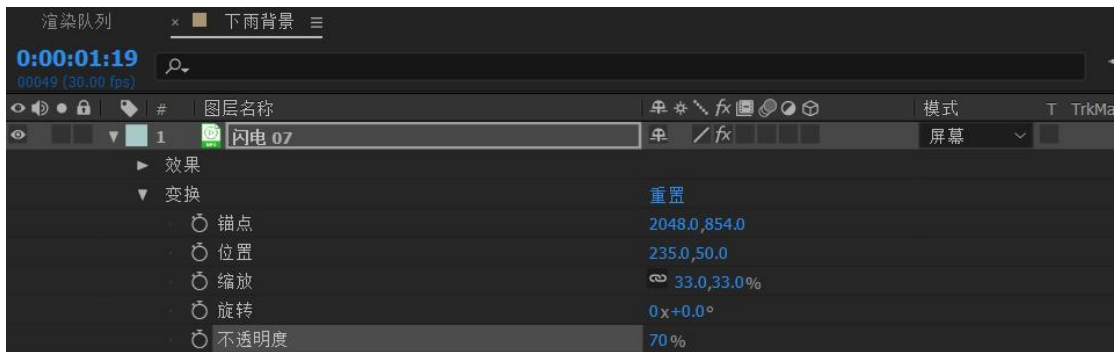 渲染队列 × 下雨背景
0:00:01:19
00049 (30.00 fps)
# 图层名称 fx 模式 T TrkMa
1 闪电 07 fx 屏幕
效果
变换 重置
锚点 2048.0,854.0
位置 235.0,50.0
缩放 33.0,33.0%
旋转 0x+0.0°
不透明度 70%